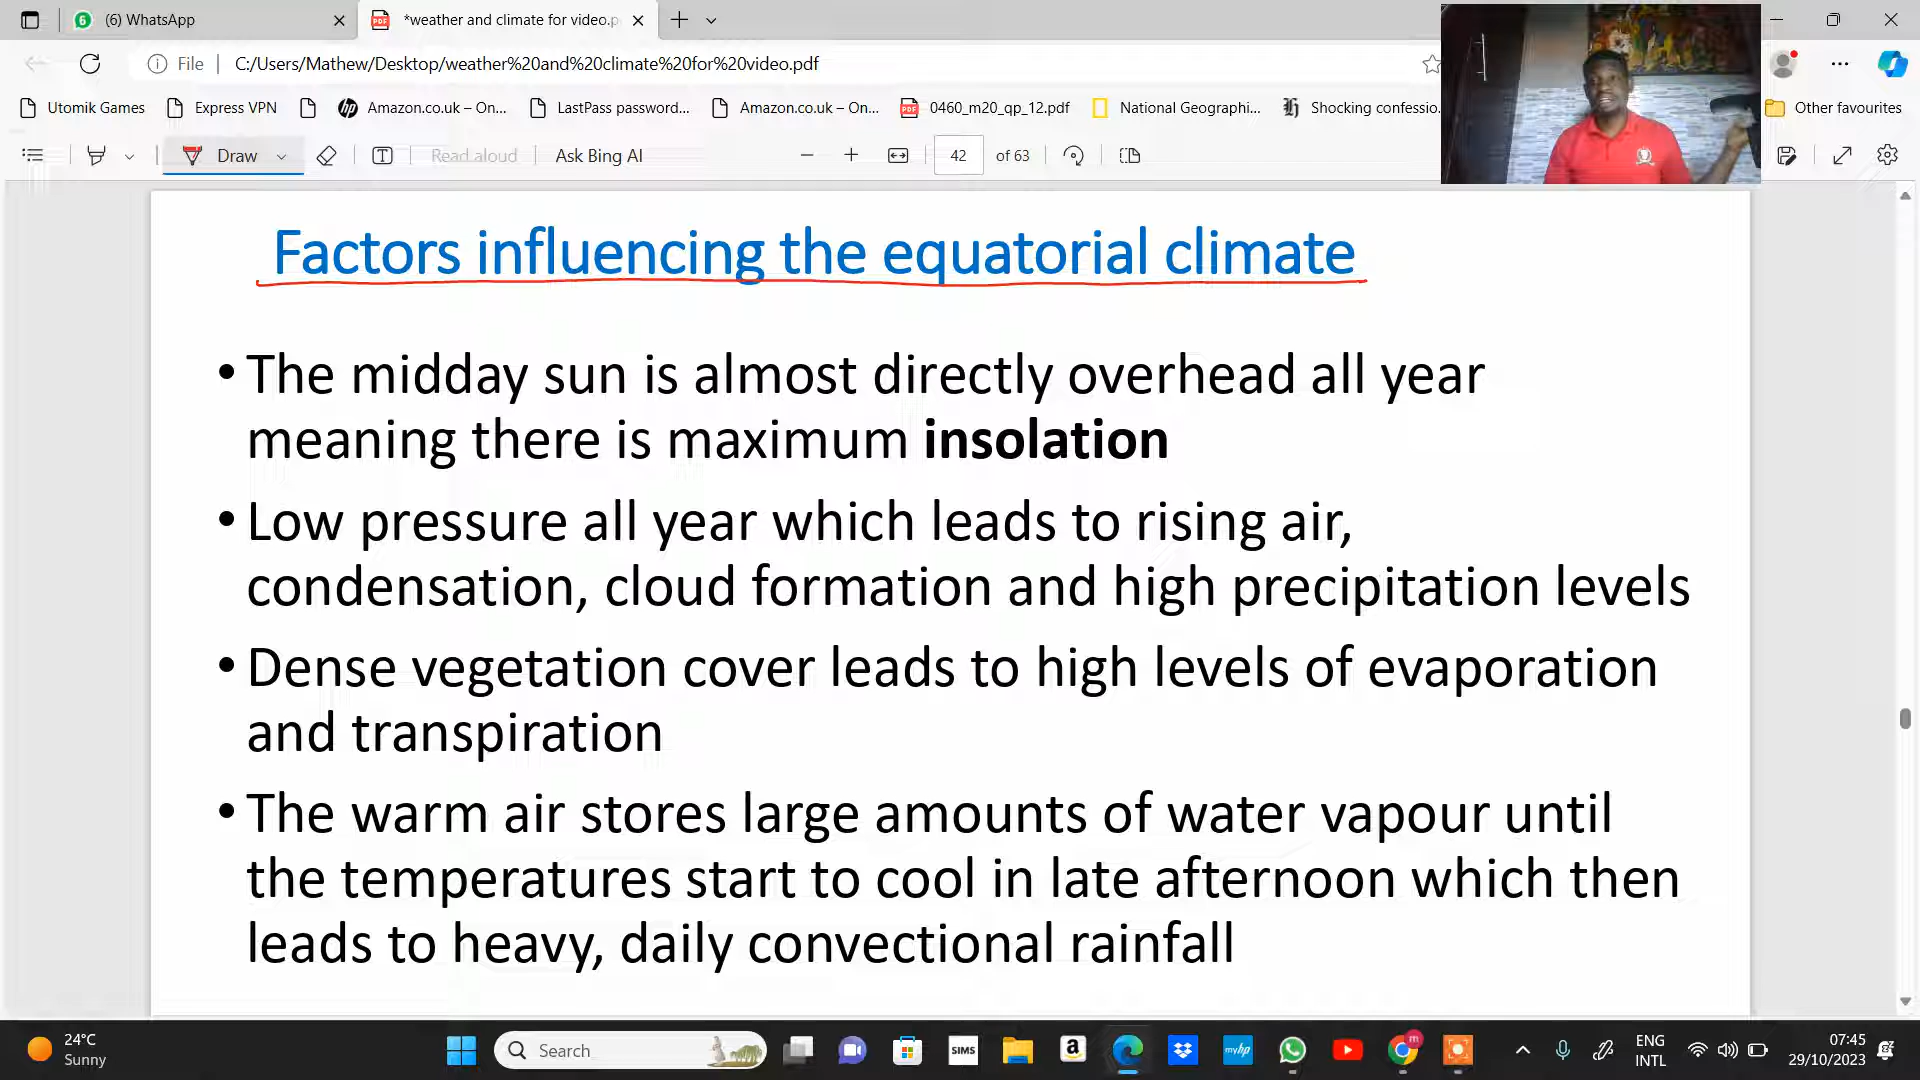 (6) WhatsApp
*weather and climate for video.p
File
C:/Users/Mathew/Desktop/weather%20and%20climate%20for%20video.pdf
Utomik Games
Express VPN
Amazon.co.uk – On...
LastPass password...
Amazon.co.uk – On...
0460_m20_qp_12.pdf
National Geographi...
Shocking confessio.
Other favourites
Draw
Read aloud
Ask Bing AI
42 of 63
Factors influencing the equatorial climate
• The midday sun is almost directly overhead all year
meaning there is maximum insolation
• Low pressure all year which leads to rising air,
condensation, cloud formation and high precipitation levels
• Dense vegetation cover leads to high levels of evaporation
and transpiration
• The warm air stores large amounts of water vapour until
the temperatures start to cool in late afternoon which then
leads to heavy, daily convectional rainfall
24°C
Sunny
Search
SIMS
myhp
ENG
INTL
07:45
29/10/2023